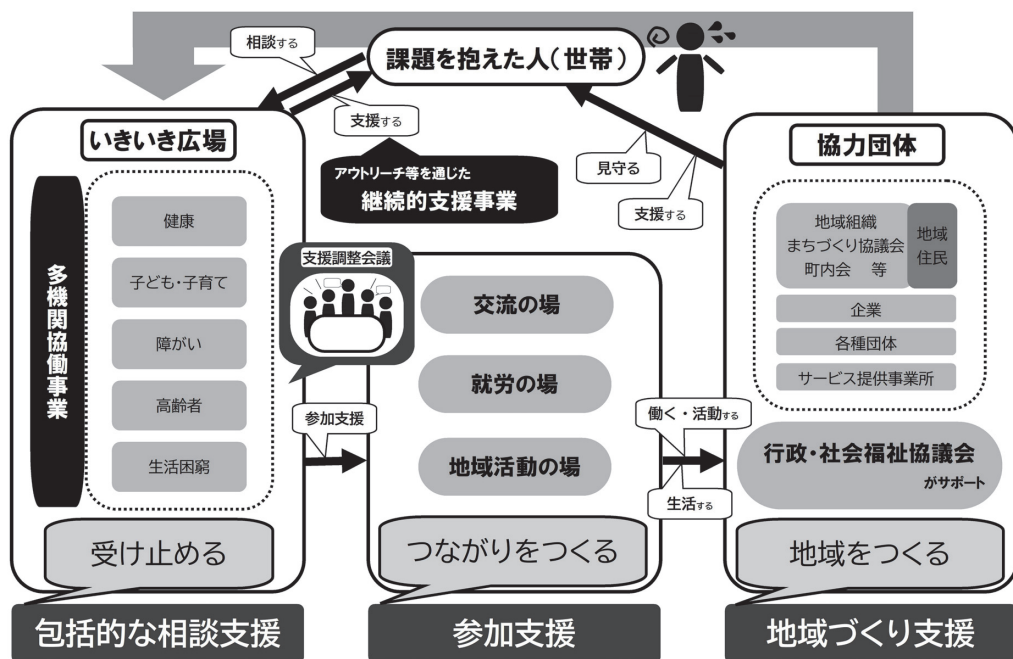 相談する
課題を抱えた人（世帯）
支援する
アウトリーチ等を通じた
継続的支援事業
見守る
支援する
いきいき広場
多機関協働事業
健康
子ども・子育て
障がい
高齢者
生活困窮
受け止める
包括的な相談支援
支援調整会議
参加支援
交流の場
就労の場
地域活動の場
つながりをつくる
参加支援
働く・活動する
生活する
協力団体
地域組織
まちづくり協議会
町内会　等
地域
住民
企業
各種団体
サービス提供事業所
行政・社会福祉協議会
がサポート
地域をつくる
地域づくり支援